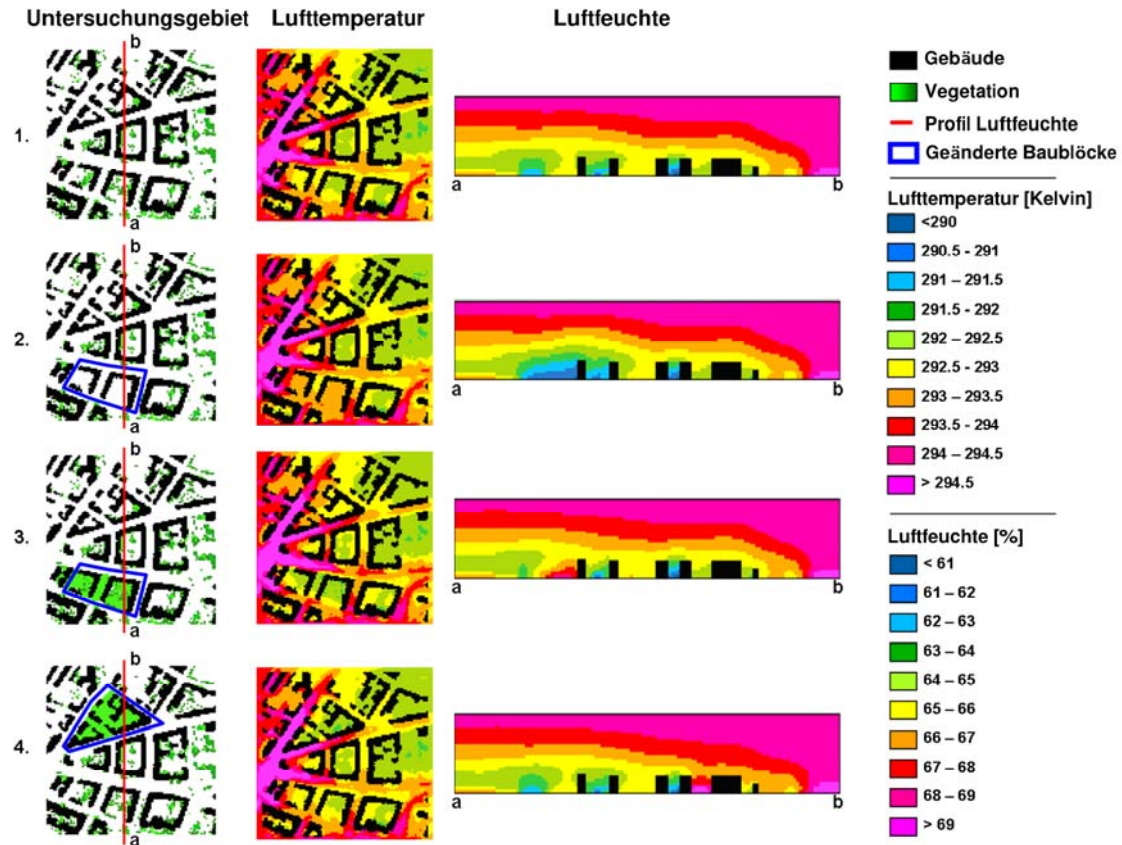 Untersuchungsgebiet
Lufttemperatur
Luftfeuchte
b
1.
a
a
b
b
2.
a
a
b
b
3.
a
a
b
b
4.
a
a
b
Gebäude
Vegetation
Profil Luftfeuchte
Geänderte Baublöcke
Lufttemperatur [Kelvin]
<290
290.5 - 291
291 – 291.5
291.5 - 292
292 – 292.5
292.5 - 293
293 – 293.5
293.5 - 294
294 – 294.5
> 294.5
Luftfeuchte [%]
< 61
61 – 62
62 – 63
63 – 64
64 – 65
65 – 66
66 – 67
67 – 68
68 – 69
> 69